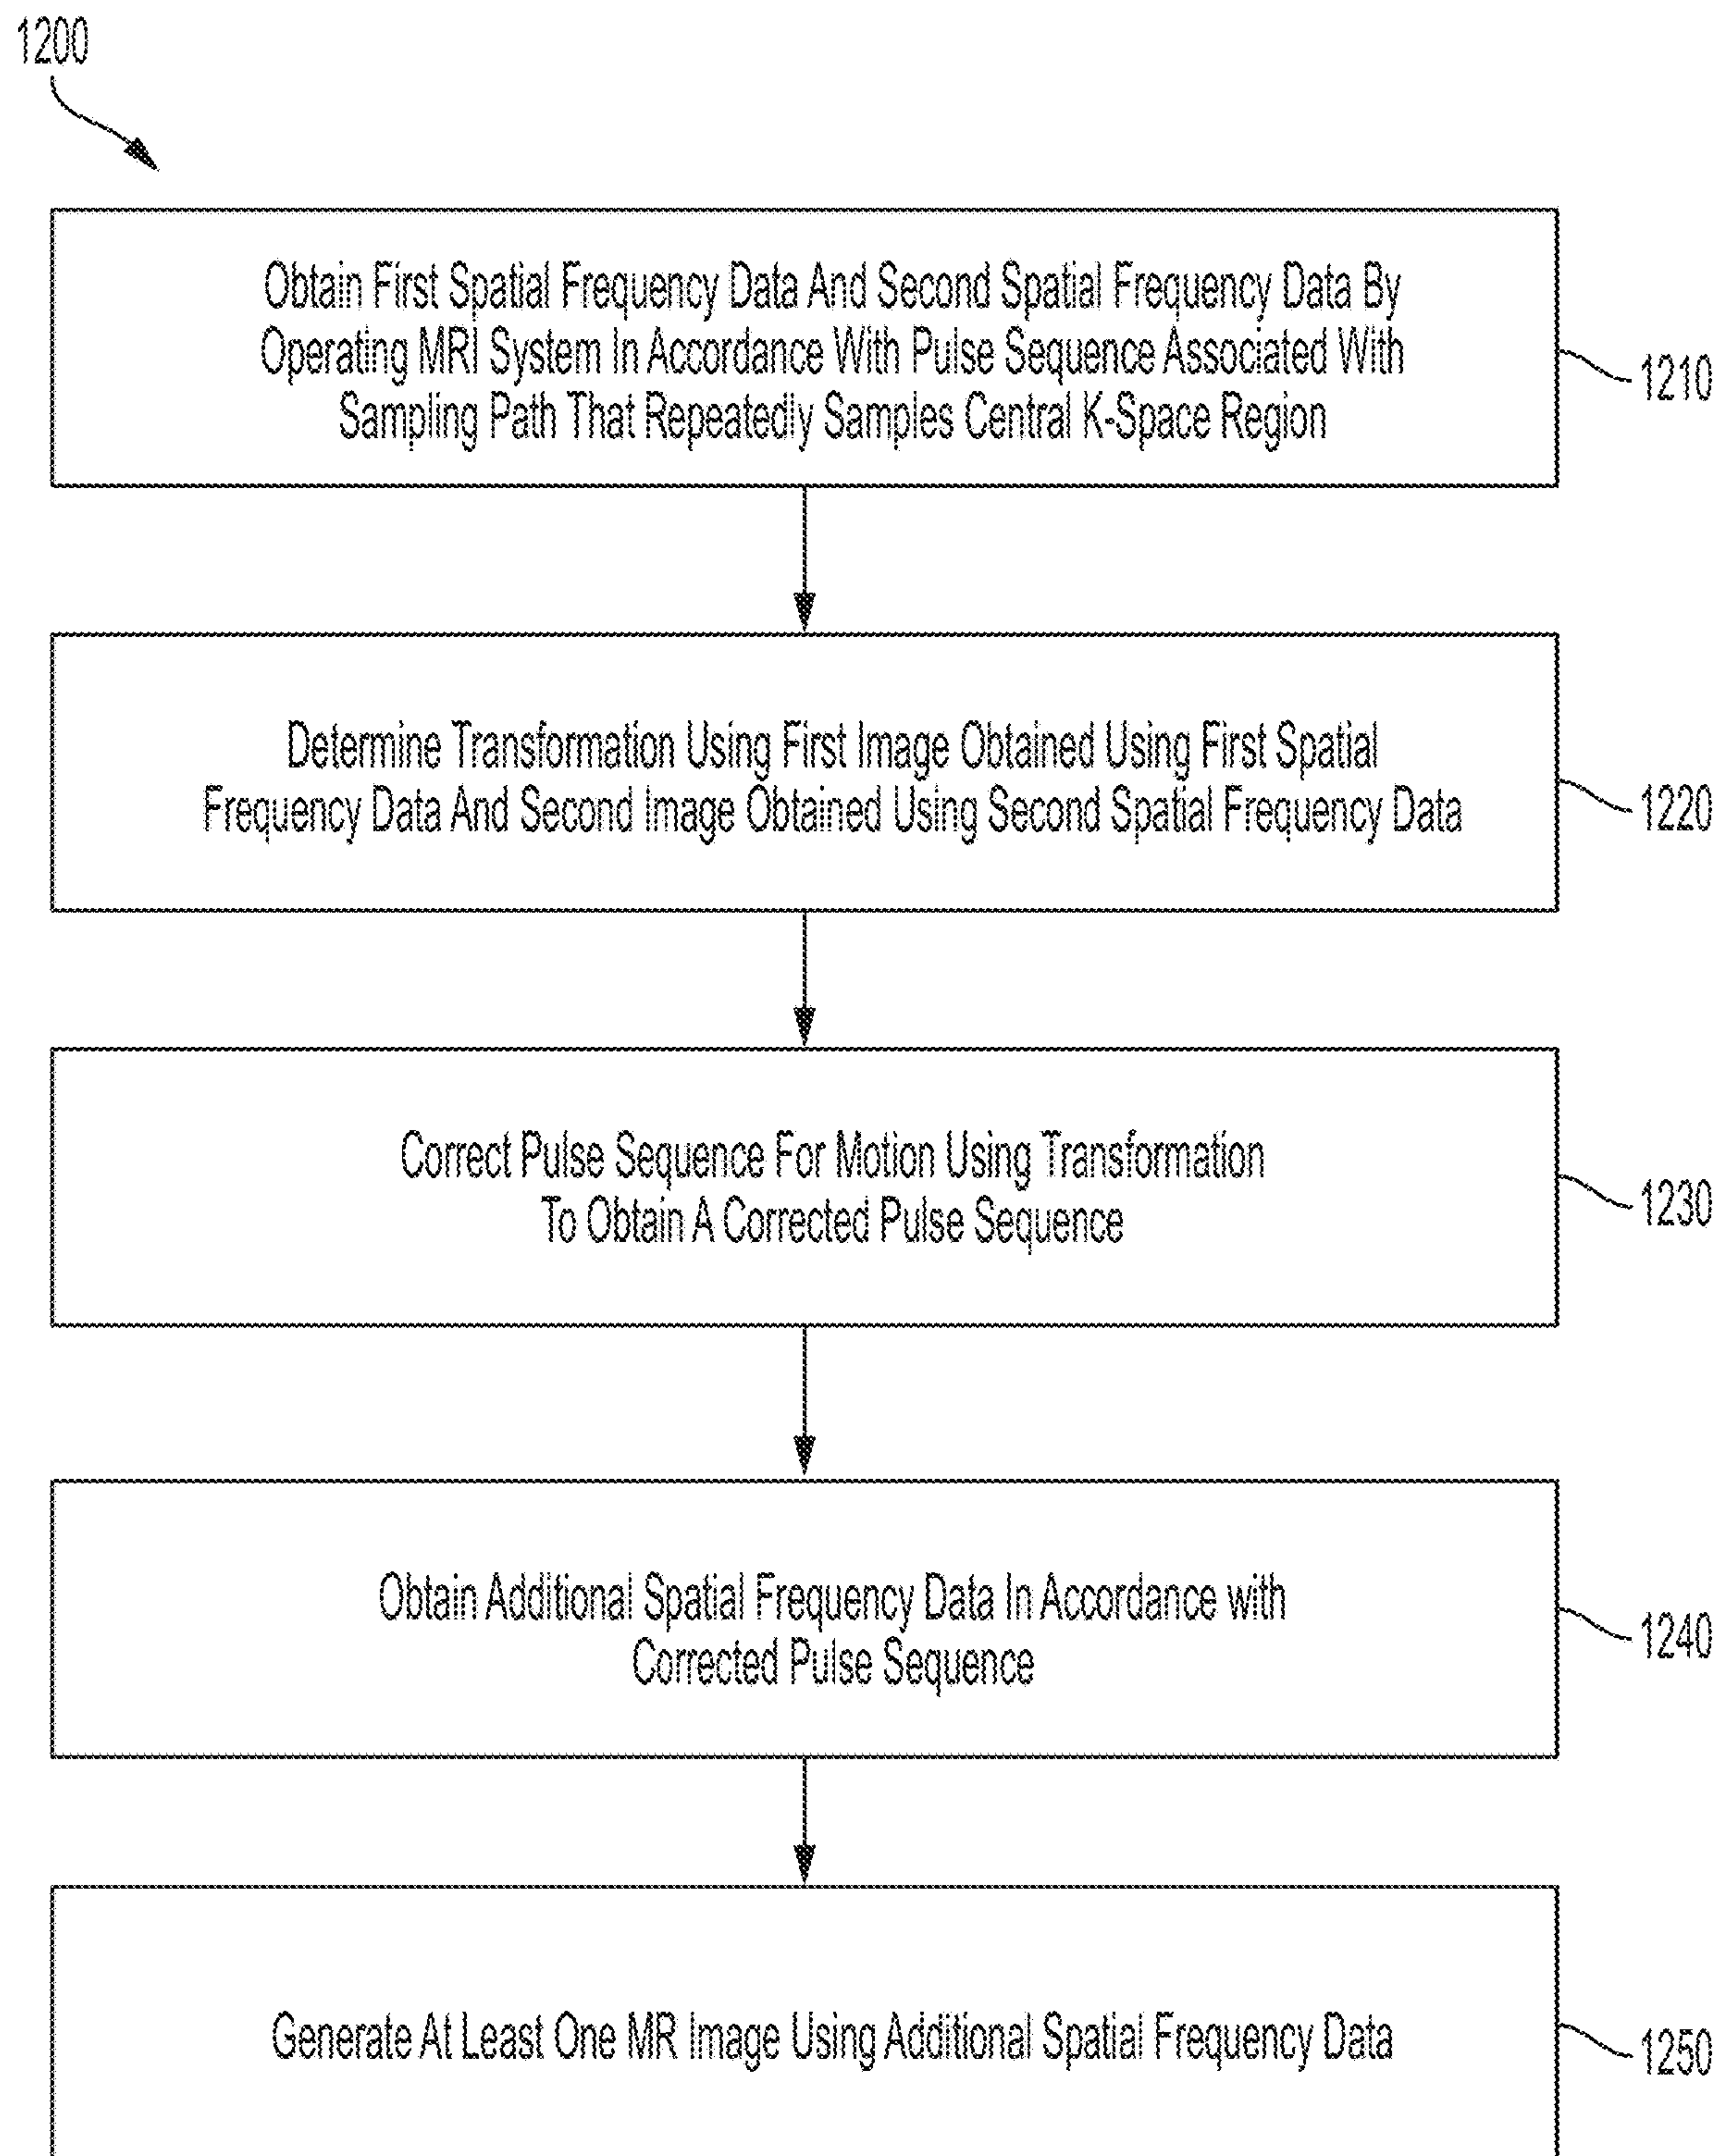 1200
Obtain First Spatial Frequency Data And Second Spatial Frequency Data By
Operating MRI System In Accordance With Pulse Sequence Associated With
Sampling Path That Repeatedly Samples Central K-Space Region
1210
Determine Transformation Using First Image Obtained Using First Spatial
Frequency Data And Second Image Obtained Using Second Spatial Frequency Data
1220
Correct Pulse Sequence For Motion Using Transformation
To Obtain A Corrected Pulse Sequence
1230
Obtain Additional Spatial Frequency Data In Accordance with
Corrected Pulse Sequence
1240
Generate At Least One MR Image Using Additional Spatial Frequency Data
1250